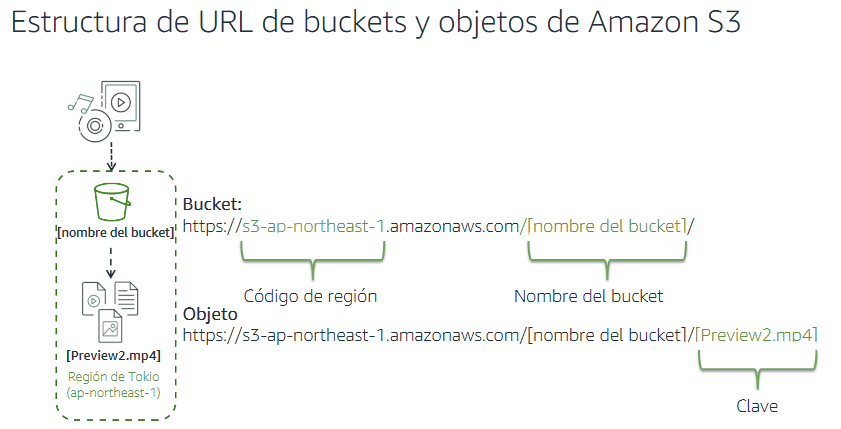 Estructura de URL de buckets y objetos de Amazon S3
Bucket:
https://s3-ap-northeast-1.amazonaws.com/[nombre del bucket]/
[nombre del bucket]
Código de región
Nombre del bucket
Objeto
https://s3-ap-northeast-1.amazonaws.com/[nombre del bucket]/[Preview2.mp4]
[Preview2.mp4]
Región de Tokio
(ap-northeast-1)
Clave